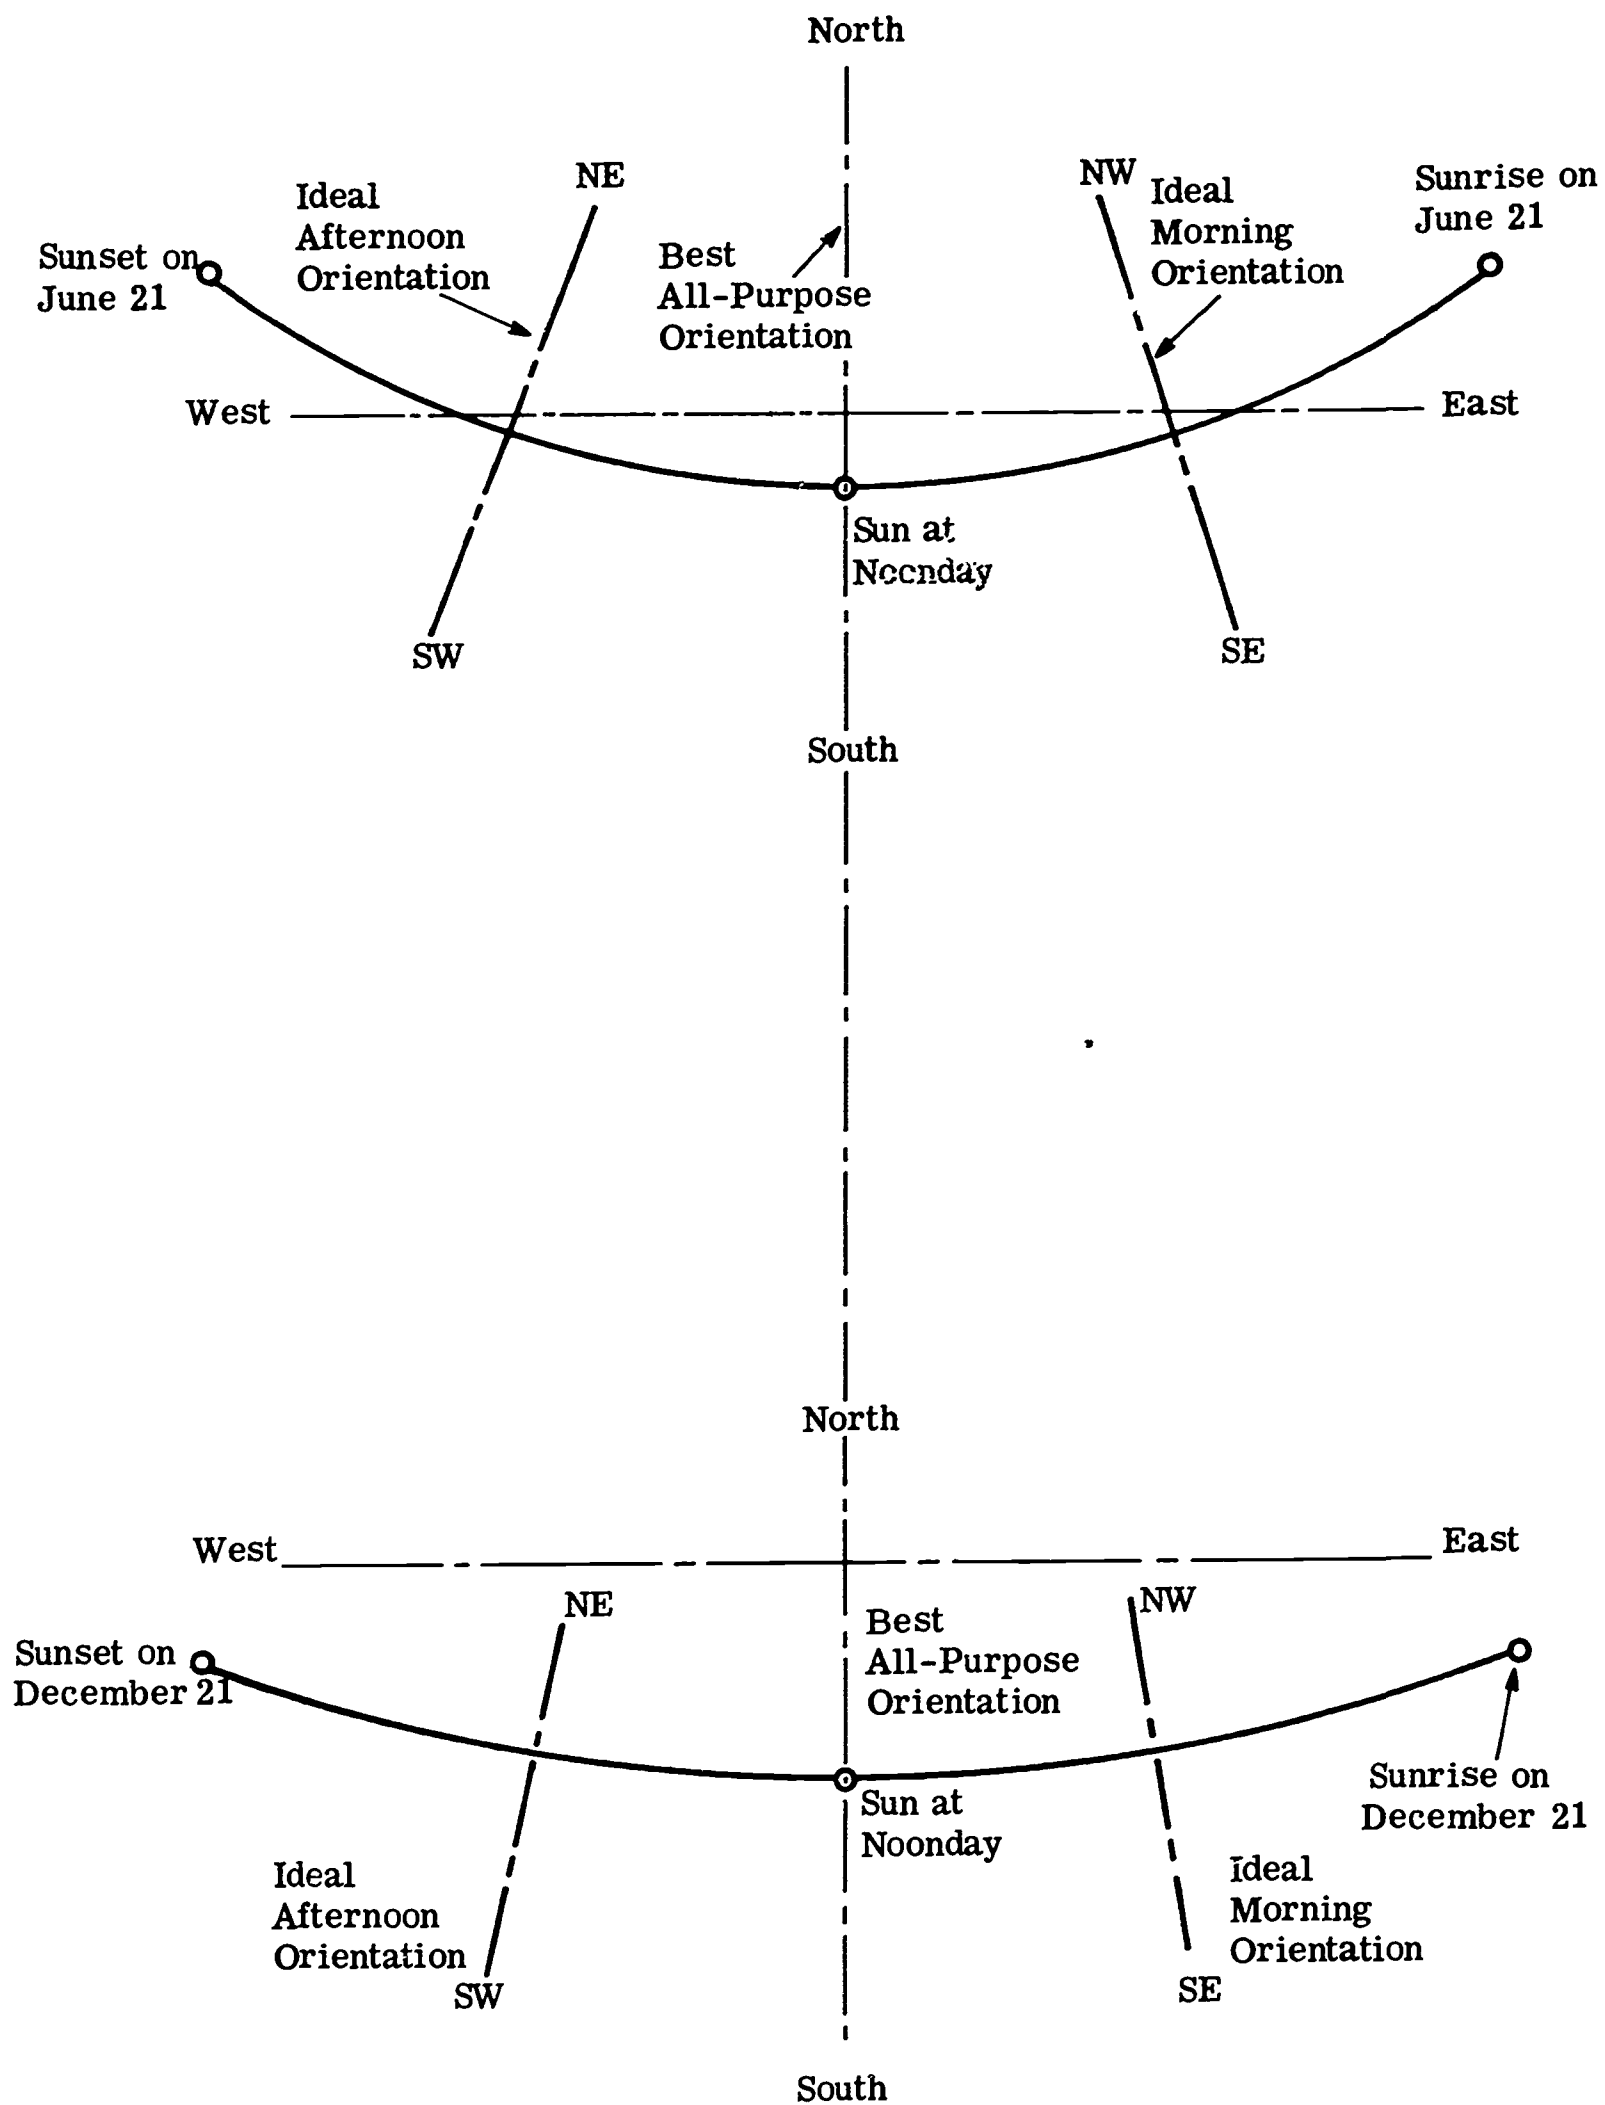 North
NE
NW
Ideal
Afternoon
Orientation
Ideal
Morning
Orientation
Sunrise on
June 21
Sunset on
June 21
Best
All-Purpose
Orientation
West
East
Sun at
Noonday
SW
SE
South
North
West
East
NE
NW
Best
All-Purpose
Orientation
Sunset on
December 21
Sunrise on
December 21
Sun at
Noonday
Ideal
Afternoon
Orientation
Ideal
Morning
Orientation
SW
SE
South